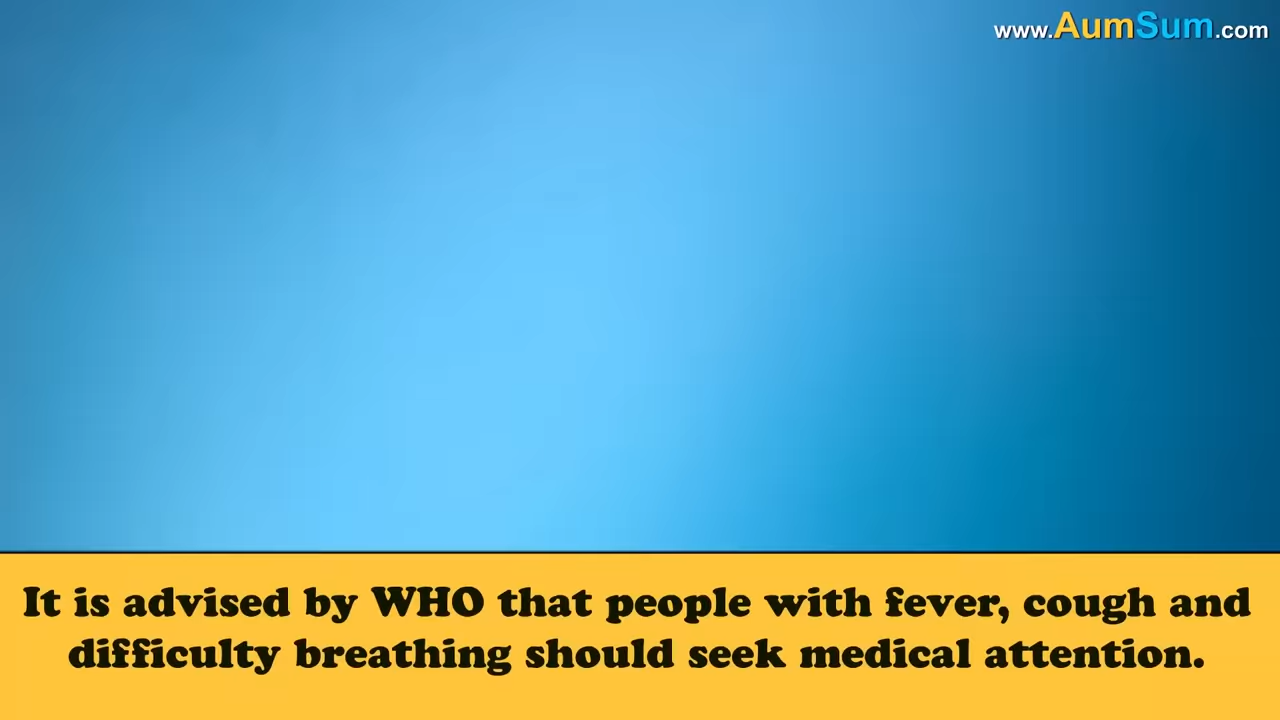 www.AumSum.com
It is advised by WHO that people with fever, cough and
difficulty breathing should seek medical attention.